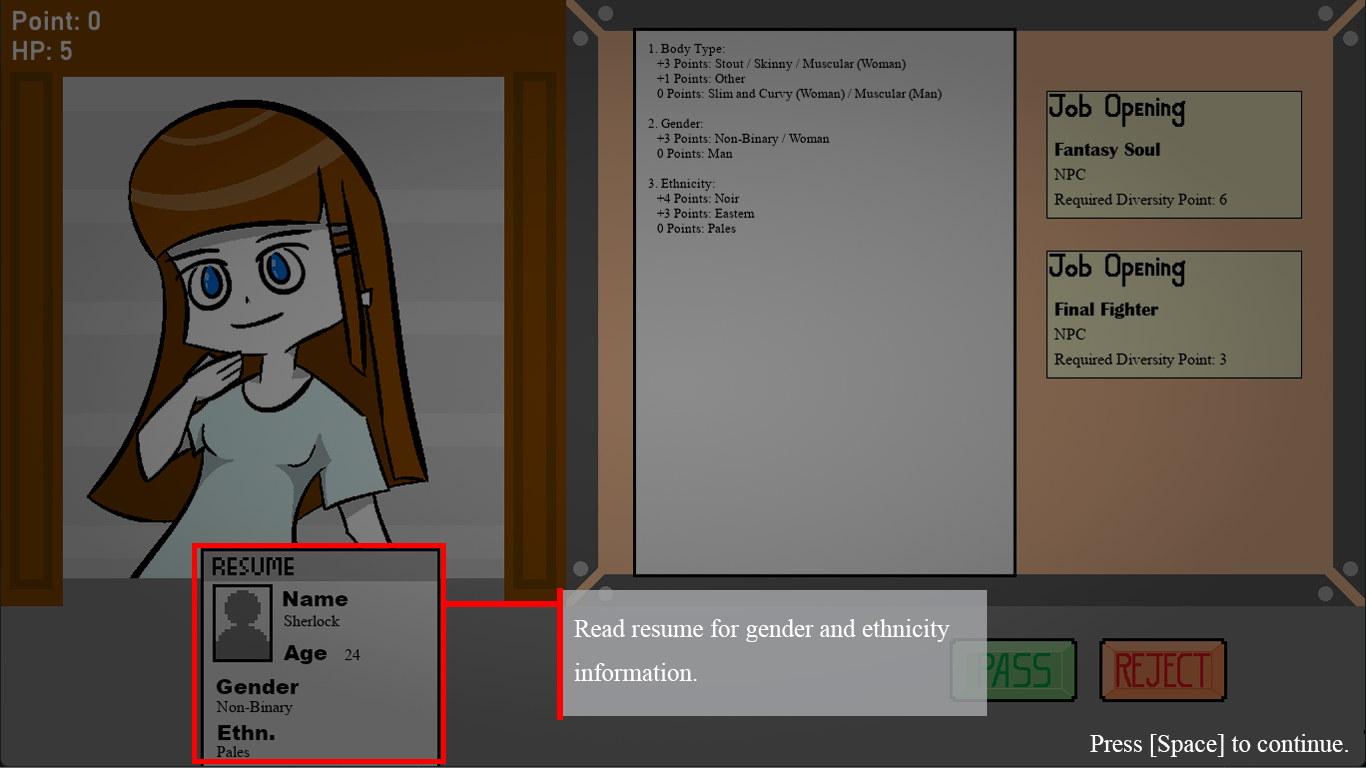 Point: 0
HP: 5
1. Body Type:
+3 Points: Stout / Skinny / Muscular (Woman)
+1 Points: Other
0 Points: Slim and Curvy (Woman) / Muscular (Man)
2. Gender:
+3 Points: Non-Binary / Woman
0 Points: Man
3. Ethnicity:
+4 Points: Noir
+3 Points: Eastern
0 Points: Pales
Job Opening
Fantasy Soul
NPC
Required Diversity Point: 6
Job Opening
Final Fighter
NPC
Required Diversity Point: 3
RESUME
Name
Sherlock
Age 24
Gender
Non-Binary
Ethn.
Pales
Read resume for gender and ethnicity
information.
PASS
REJECT
Press [Space] to continue.